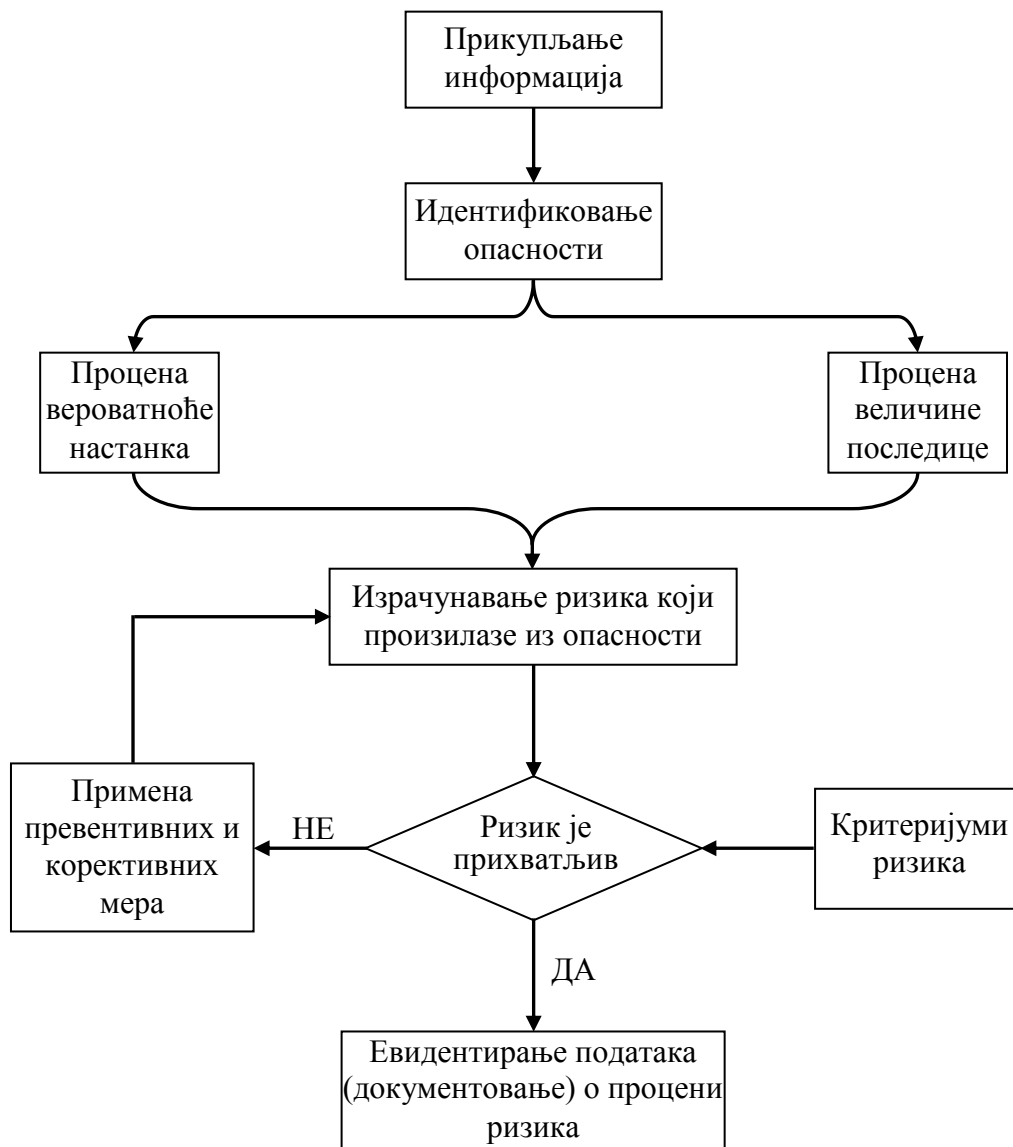 Прикупљање
информација
Идентификовање
опасности
Процена
вероватноће
настанка
Процена
величине
последице
Израчунавање ризика који
произилазе из опасности
Примена
превентивних и
корективних
мера
НЕ
Ризик је
прихватљив
Критеријуми
ризика
ДА
Евидентирање података
(документовање) о процени
ризика